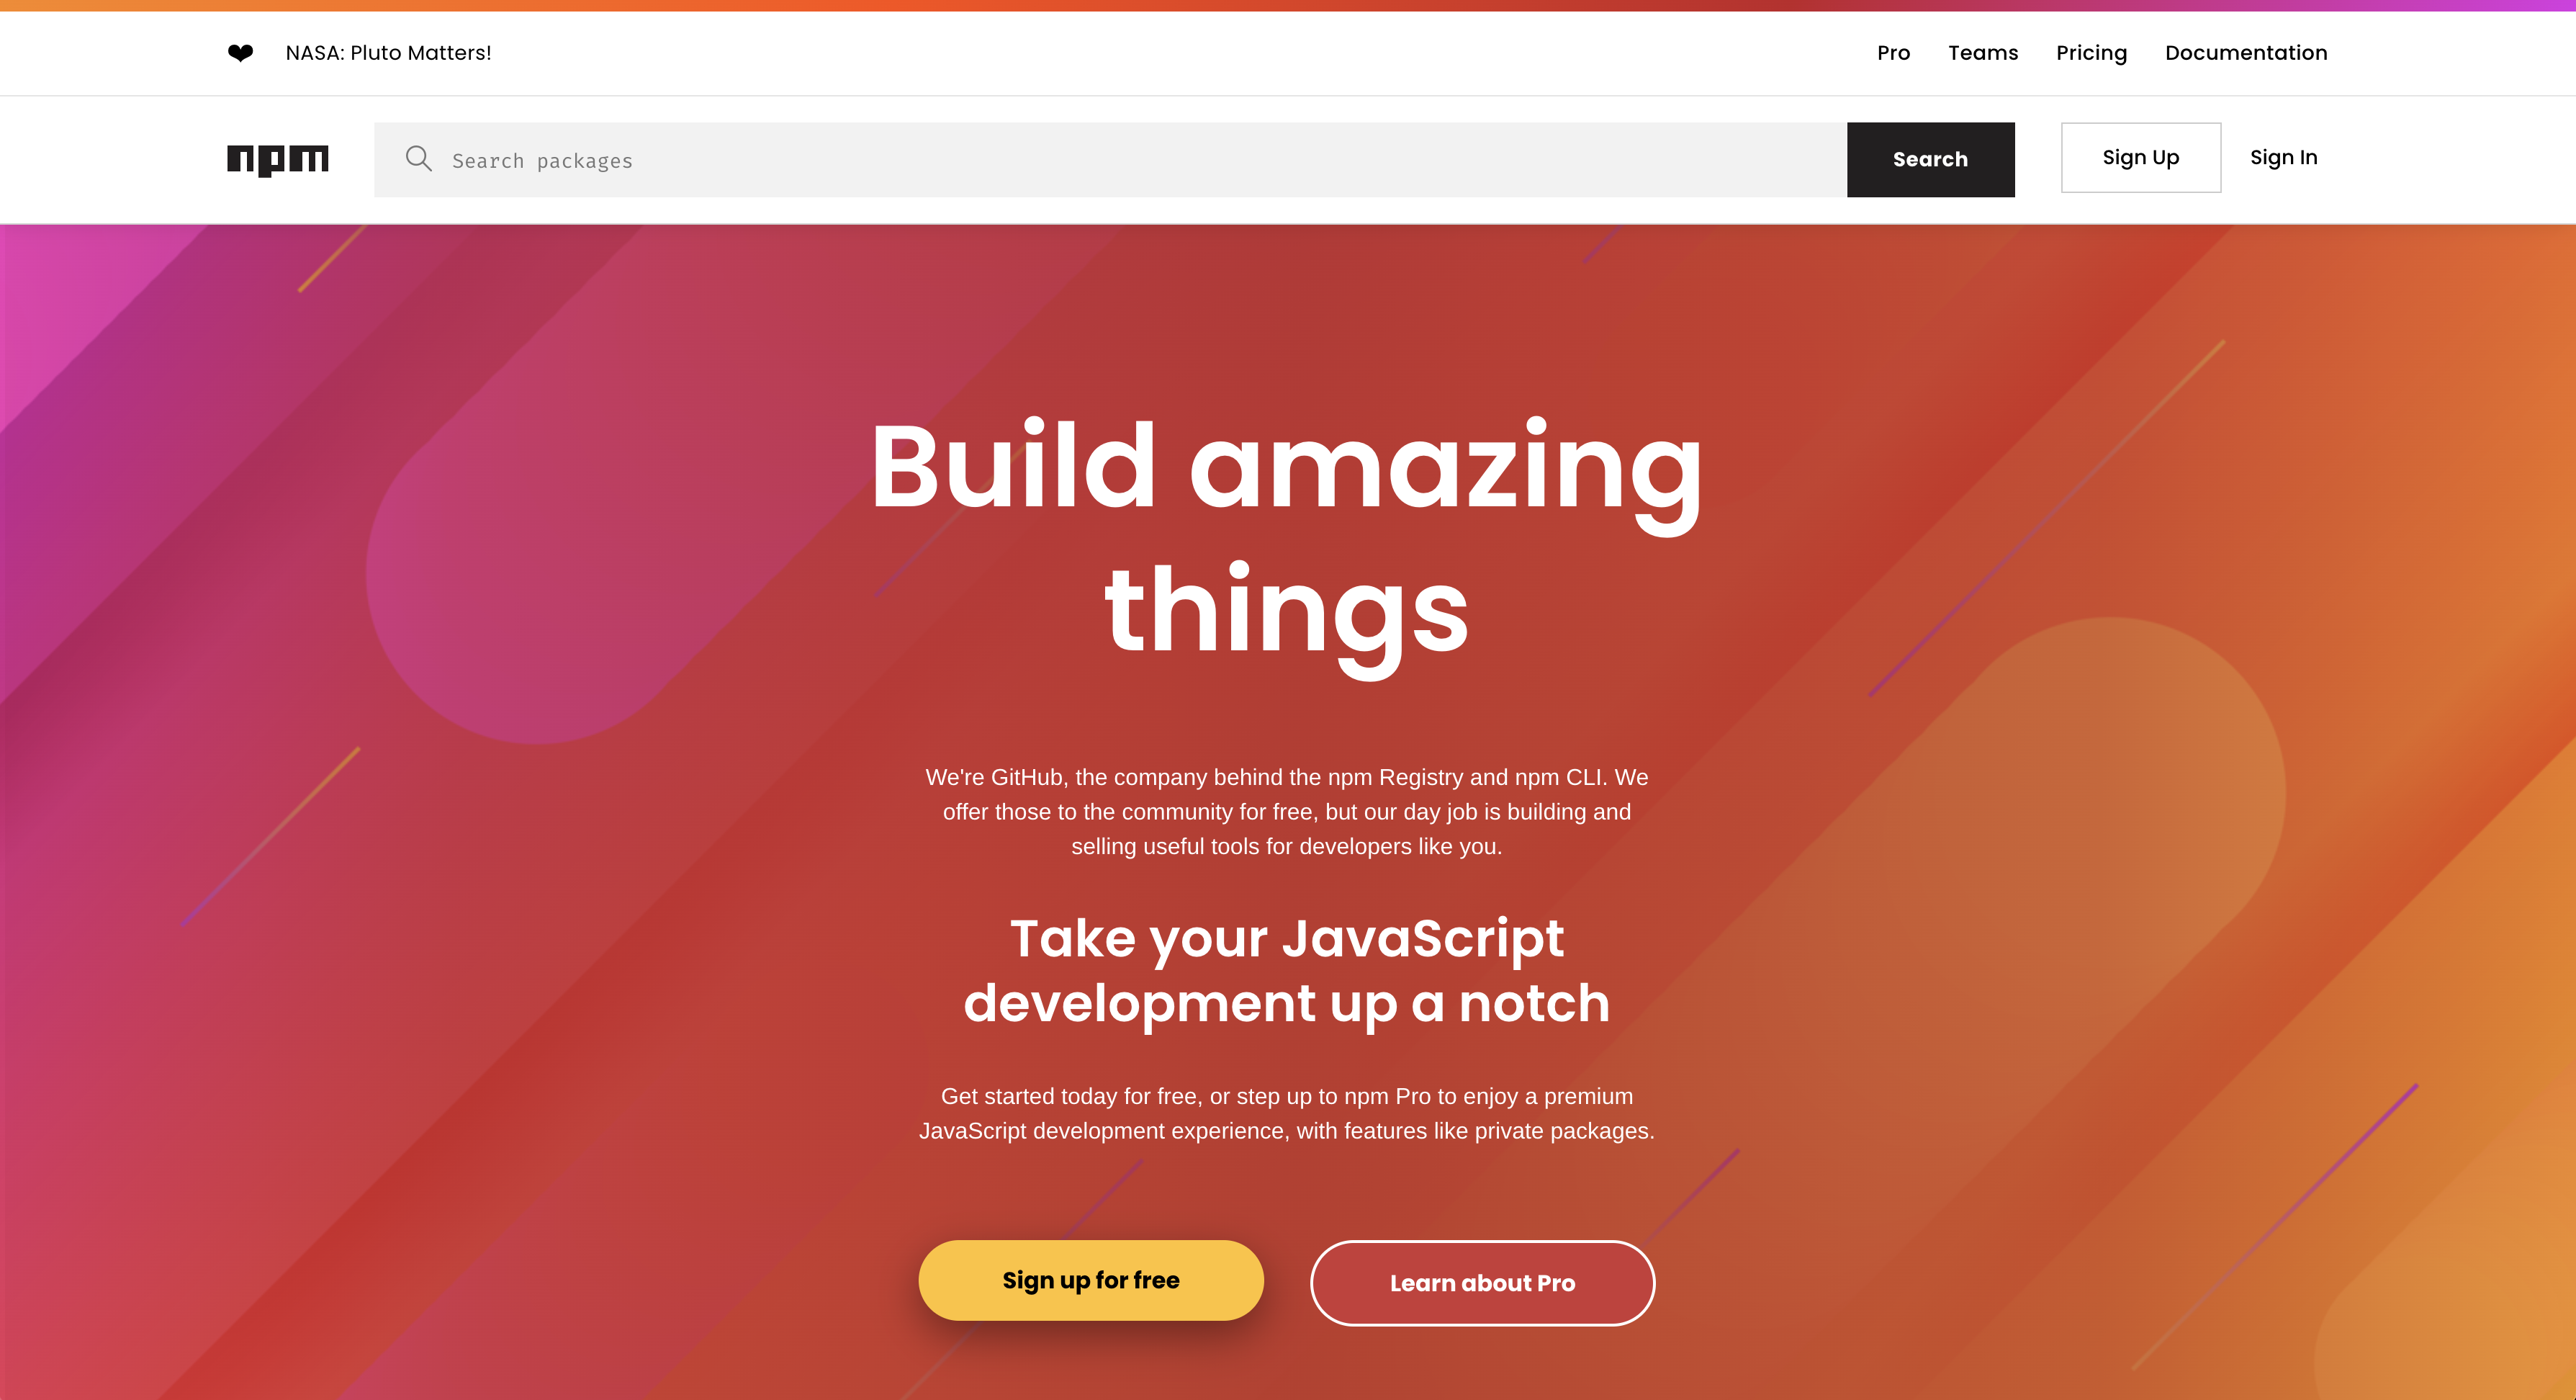 ❤ NASA: Pluto Matters!
Pro Teams Pricing Documentation
npm Search packages Search Sign Up Sign In
Build amazing
things
We're GitHub, the company behind the npm Registry and npm CLI. We
offer those to the community for free, but our day job is building and
selling useful tools for developers like you.
Take your JavaScript
development up a notch
Get started today for free, or step up to npm Pro to enjoy a premium
JavaScript development experience, with features like private packages.
Sign up for free Learn about Pro